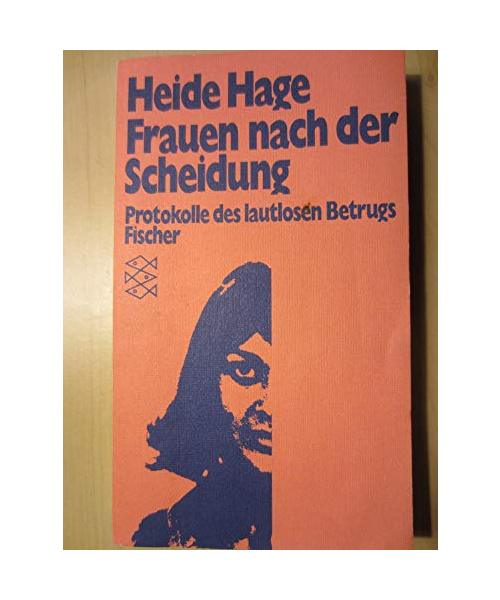 Heide Hage
Frauen nach der
Scheidung
Protokolle des lautlosen Betrugs
Fischer